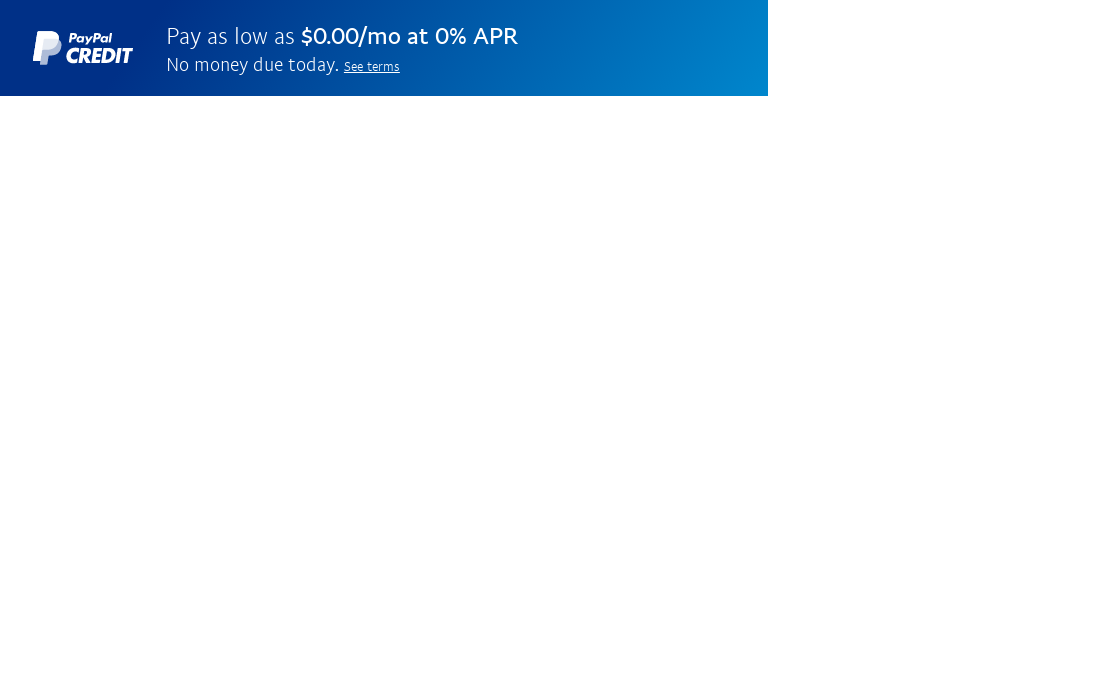 PayPal
CREDIT
Pay as low as $0.00/mo at 0% APR
No money due today. See terms